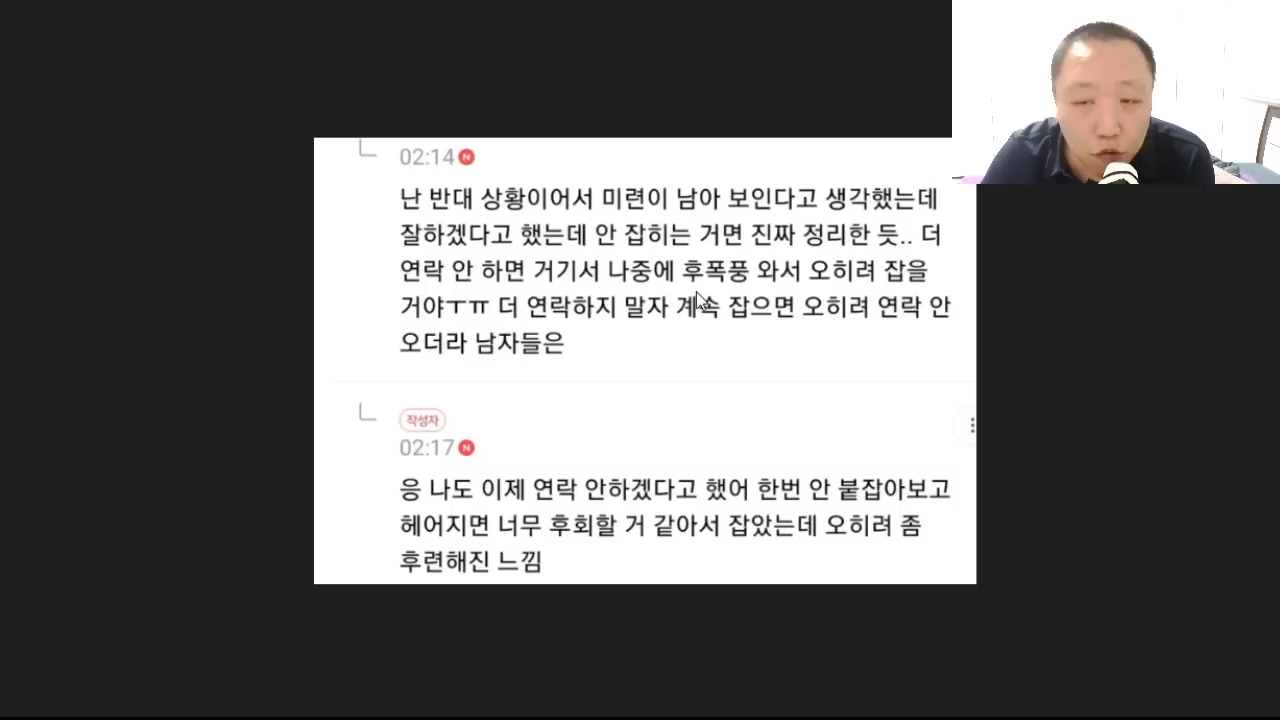 02:14 N
난 반대 상황이어서 미련이 남아 보인다고 생각했는데
잘하겠다고 했는데 안 잡히는 거면 진짜 정리한 듯.. 더
연락 안 하면 거기서 나중에 후폭풍 와서 오히려 잡을
거야ㅜㅠ 더 연락하지 말자 계속 잡으면 오히려 연락 안
오더라 남자들은
작성자
02:17 N
응 나도 이제 연락 안하겠다고 했어 한번 안 붙잡아보고
헤어지면 너무 후회할 거 같아서 잡았는데 오히려 좀
후련해진 느낌